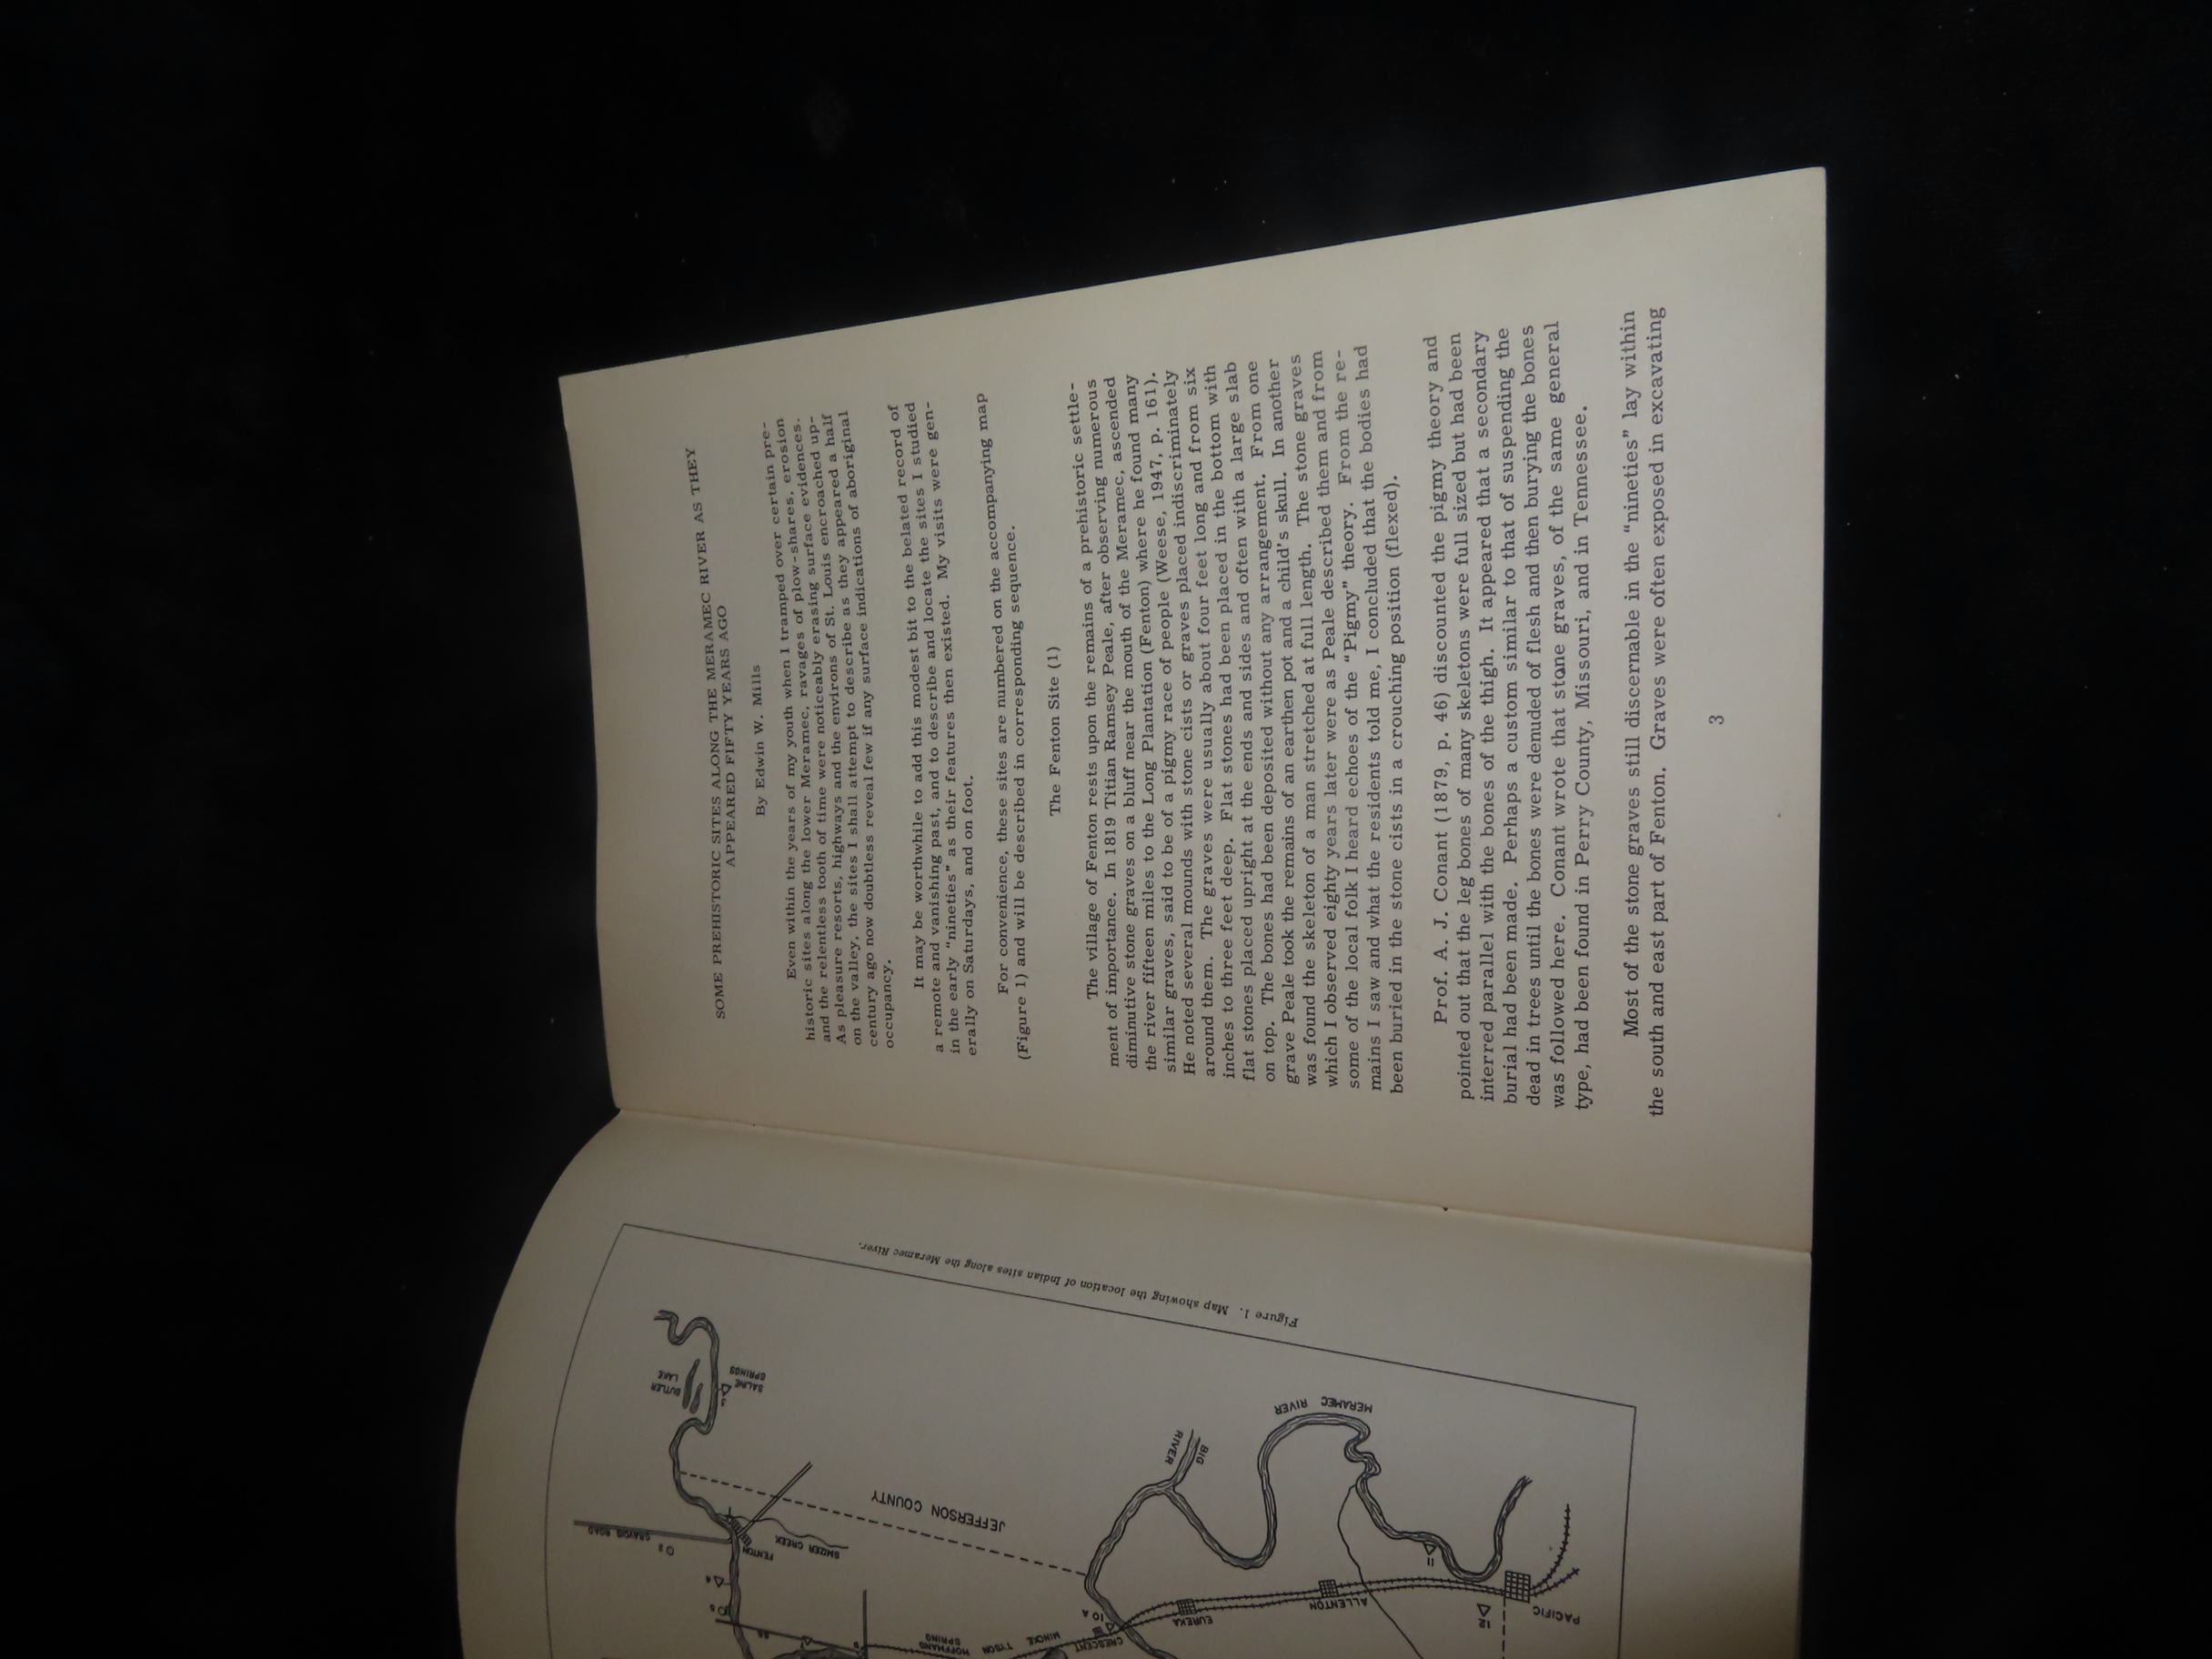 SOME PREHISTORIC SITES ALONG THE MERAMEC RIVER AS THEY
APPEARED FIFTY YEARS AGO
By Edwin W. Mills
Even within the years of my youth when I tramped over certain pre-
historic sites along the lower Meramec, ravages of plow-shares, erosion
and the relentless tooth of time were noticeably erasing surface evidences.
As pleasure resorts, highways and the environs of St. Louis encroached up-
on the valley, the sites I shall attempt to describe as they appeared a half
century ago now doubtless reveal few if any surface indications of aboriginal
occupancy.
It may be worthwhile to add this modest bit to the belated record of
a remote and vanishing past, and to describe and locate the sites I studied
in the early "nineties" as their features then existed. My visits were gen-
erally on Saturdays, and on foot.
For convenience, these sites are numbered on the accompanying map
(Figure 1) and will be described in corresponding sequence.
The Fenton Site (1)
The village of Fenton rests upon the remains of a prehistoric settle-
ment of importance. In 1819 Titian Ramsey Peale, after observing numerous
diminutive stone graves on a bluff near the mouth of the Meramec, ascended
the river fifteen miles to the Long Plantation (Fenton) where he found many
similar graves, said to be of a pigmy race of people (Weese, 1947, p. 161).
He noted several mounds with stone cists or graves placed indiscriminately
around them. The graves were usually about four feet long and from six
inches to three feet deep. Flat stones had been placed in the bottom with
flat stones placed upright at the ends and sides and often with a large slab
on top. The bones had been deposited without any arrangement. From one
grave Peale took the remains of an earthen pot and a child's skull. In another
was found the skeleton of a man stretched at full length. The stone graves
which I observed eighty years later were as Peale described them and from
some of the local folk I heard echoes of the "Pigmy" theory. From the re-
mains I saw and what the residents told me, I concluded that the bodies had
been buried in the stone cists in a crouching position (flexed).
Prof. A. J. Conant (1879, p. 46) discounted the pigmy theory and
pointed out that the leg bones of many skeletons were full sized but had been
interred parallel with the bones of the thigh. It appeared that a secondary
burial had been made. Perhaps a custom similar to that of suspending the
dead in trees until the bones were denuded of flesh and then burying the bones
was followed here. Conant wrote that stone graves, of the same general
type, had been found in Perry County, Missouri, and in Tennessee.
Most of the stone graves still discernable in the "nineties" lay within
the south and east part of Fenton. Graves were often exposed in excavating
3
Figure 1. Map showing the location of Indian sites along the Meramec River.
BUTLER
LAKE
SALINE
SPRINGS
3
MERAMEC RIVER
BIG
RIVER
JEFFERSON COUNTY
GRAVOIS ROAD
2
FENTON
SMIZER CREEK
1
11
PACIFIC
12
ALLENTON
EUREKA
10 A
CRESCENT
MINCKE
TYSON
HOFFMANN
SPRING
9